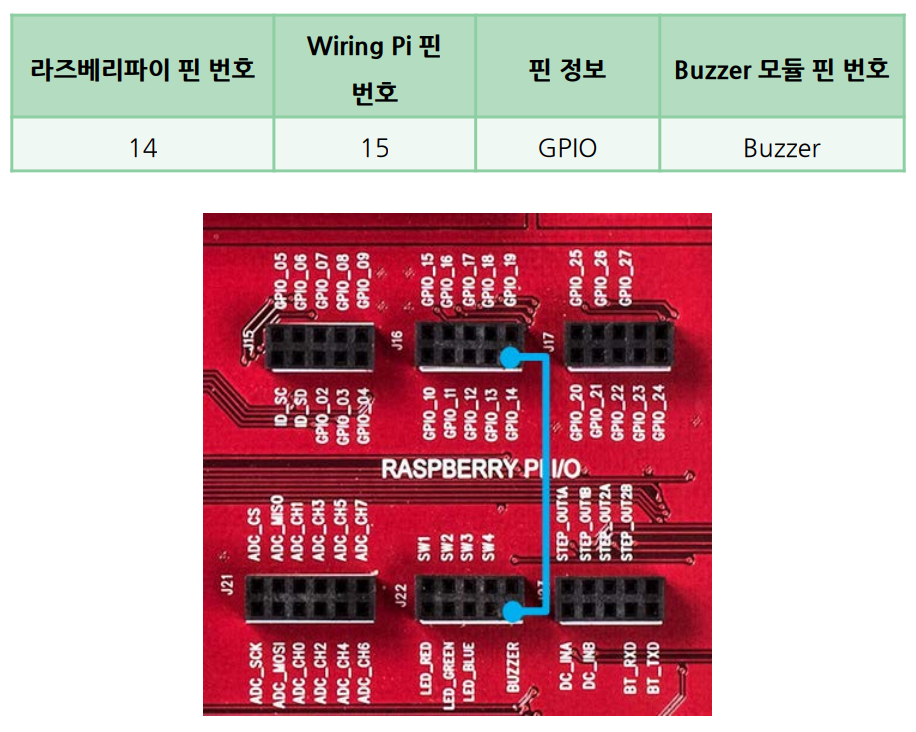 라즈베리파이 핀 번호
Wiring Pi 핀
번호
핀 정보
Buzzer 모듈 핀 번호
14
15
GPIO
Buzzer
GPIO_05
GPIO_06
GPIO_07
GPIO_08
GPIO_09
GPIO_15
GPIO_16
GPIO_17
GPIO_18
GPIO_19
GPIO_25
GPIO_26
GPIO_27
J15
J16
J17
ID_SC
ID_SD
GPIO_02
GPIO_03
GPIO_04
GPIO_10
GPIO_11
GPIO_12
GPIO_13
GPIO_14
GPIO_20
GPIO_21
GPIO_22
GPIO_23
GPIO_24
RASPBERRY PI I/O
ADC_CS
ADC_MISO
ADC_CH1
ADC_CH3
ADC_CH5
ADC_CH7
SW1
SW2
SW3
SW4
STEP_OUT1A
STEP_OUT1B
STEP_OUT2A
STEP_OUT2B
J21
J22
ADC_SCK
ADC_MOSI
ADC_CH0
ADC_CH2
ADC_CH4
ADC_CH6
LED_RED
LED_GREEN
LED_BLUE
BUZZER
DC_INA
DC_INB
BT_RXD
BT_TXD